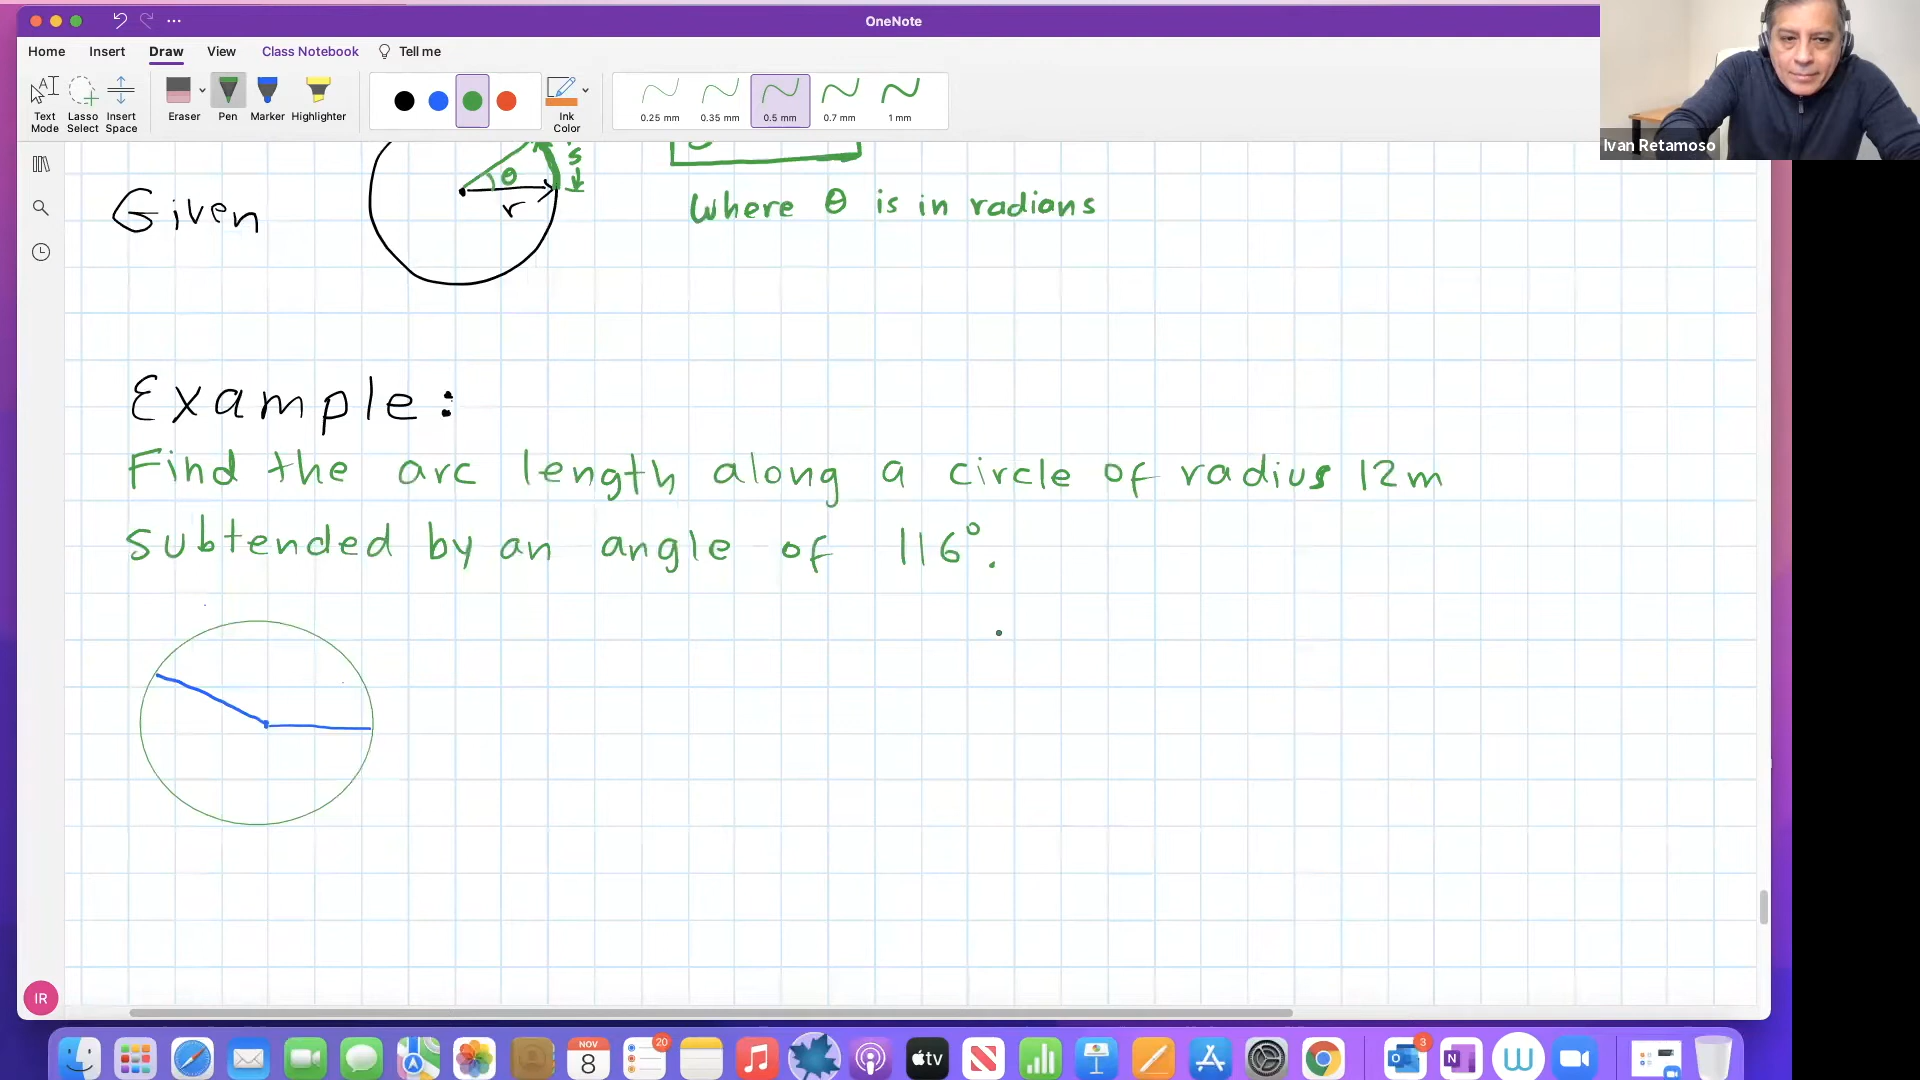 OneNote
Home Insert Draw View Class Notebook Tell me
Text Mode
Lasso Select
Insert Space
Eraser
Pen
Marker
Highlighter
Ink Color
0.25 mm
0.35 mm
0.5 mm
0.7 mm
1 mm
Ivan Retamoso
s
θ
r
Given
Where θ is in radians
Example:
Find the arc length along a circle of radius 12m
subtended by an angle of 116°.
IR
NOV
8
20
tv
3